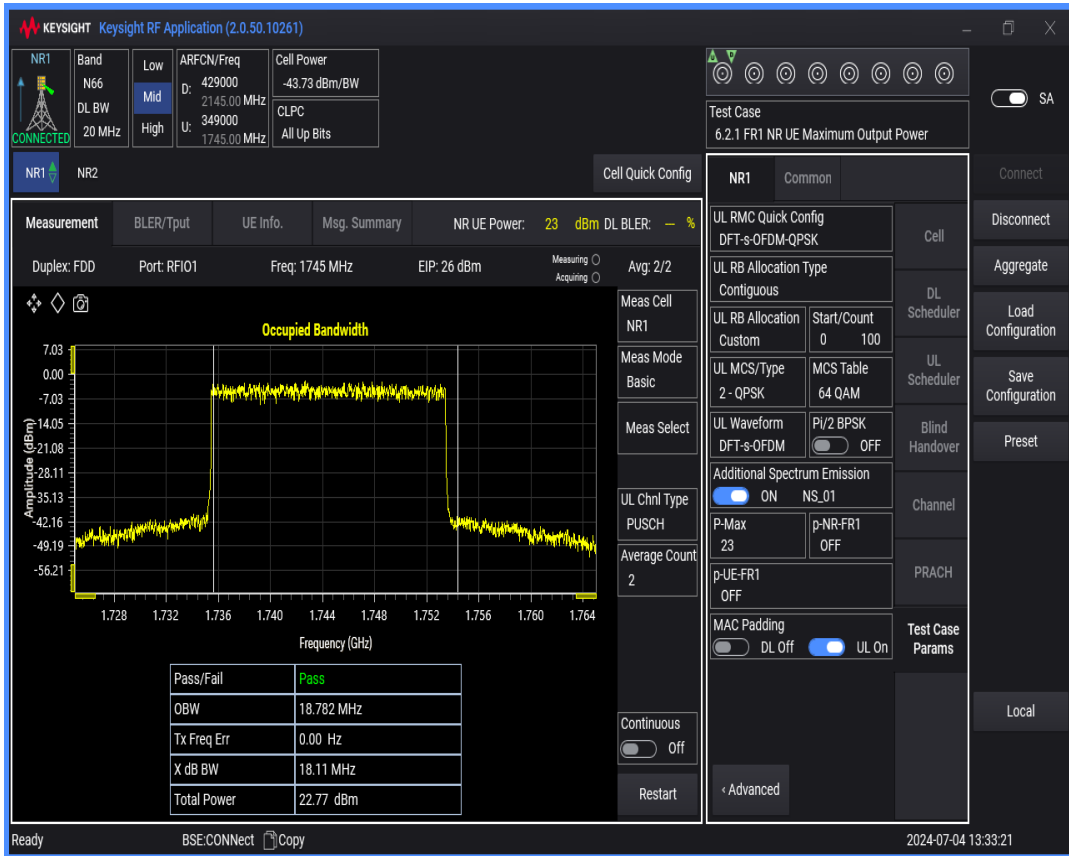 KEYSIGHT Keysight RF Application (2.0.50.10261)
NR1
CONNECTED
Band
N66
DL BW
20 MHz
Low
Mid
High
ARFCN/Freq
D: 429000
2145.00 MHz
U: 349000
1745.00 MHz
Cell Power
-43.73 dBm/BW
CLPC
All Up Bits
Test Case
6.2.1 FR1 NR UE Maximum Output Power
SA
NR1 NR2
Cell Quick Config
Measurement BLER/Tput UE Info. Msg. Summary NR UE Power: 23 dBm DL BLER: -- %
Duplex: FDD Port: RFIO1 Freq: 1745 MHz EIP: 26 dBm Measuring Avg: 2/2
Acquiring
Occupied Bandwidth
Amplitude (dBm)
7.03
0.00
-7.03
-14.05
-21.08
-28.11
-35.13
-42.16
-49.19
-56.21
1.728 1.732 1.736 1.740 1.744 1.748 1.752 1.756 1.760 1.764
Frequency (GHz)
Pass/Fail Pass
OBW 18.782 MHz
Tx Freq Err 0.00 Hz
X dB BW 18.11 MHz
Total Power 22.77 dBm
Meas Cell
NR1
Meas Mode
Basic
Meas Select
UL Chnl Type
PUSCH
Average Count
2
Continuous
Off
Restart
NR1 Common
UL RMC Quick Config
DFT-s-OFDM-QPSK
UL RB Allocation Type
Contiguous
UL RB Allocation
Custom
Start/Count
0 100
UL MCS/Type
2 - QPSK
MCS Table
64 QAM
UL Waveform
DFT-s-OFDM
Pi/2 BPSK
OFF
Additional Spectrum Emission
ON NS_01
P-Max
23
p-NR-FR1
OFF
p-UE-FR1
OFF
MAC Padding
DL Off UL On
‹ Advanced
Cell
DL
Scheduler
UL
Scheduler
Blind
Handover
Channel
PRACH
Test Case
Params
Connect
Disconnect
Aggregate
Load
Configuration
Save
Configuration
Preset
Local
Ready BSE:CONNect Copy 2024-07-04 13:33:21